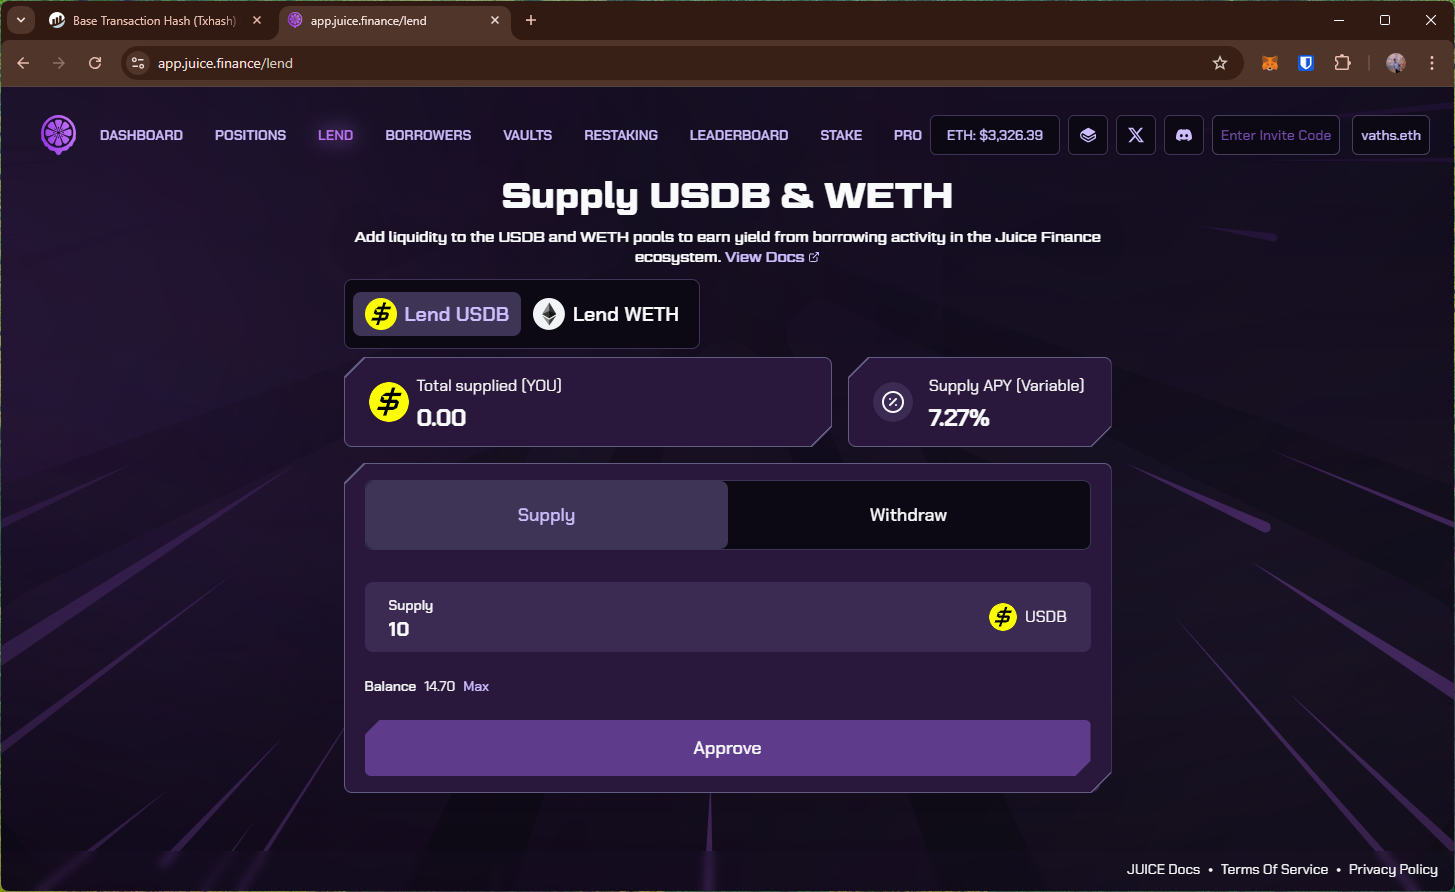 Base Transaction Hash (Txhash)
app.juice.finance/lend
app.juice.finance/lend
DASHBOARD POSITIONS LEND BORROWERS VAULTS RESTAKING LEADERBOARD STAKE PRO ETH: $3,326.39 Enter Invite Code vaths.eth
Supply USDB & WETH
Add liquidity to the USDB and WETH pools to earn yield from borrowing activity in the Juice Finance
ecosystem. View Docs
Lend USDB Lend WETH
Total supplied (YOU)
0.00
Supply APY (Variable)
7.27%
Supply Withdraw
Supply
10
USDB
Balance 14.70 Max
Approve
JUICE Docs • Terms Of Service • Privacy Policy